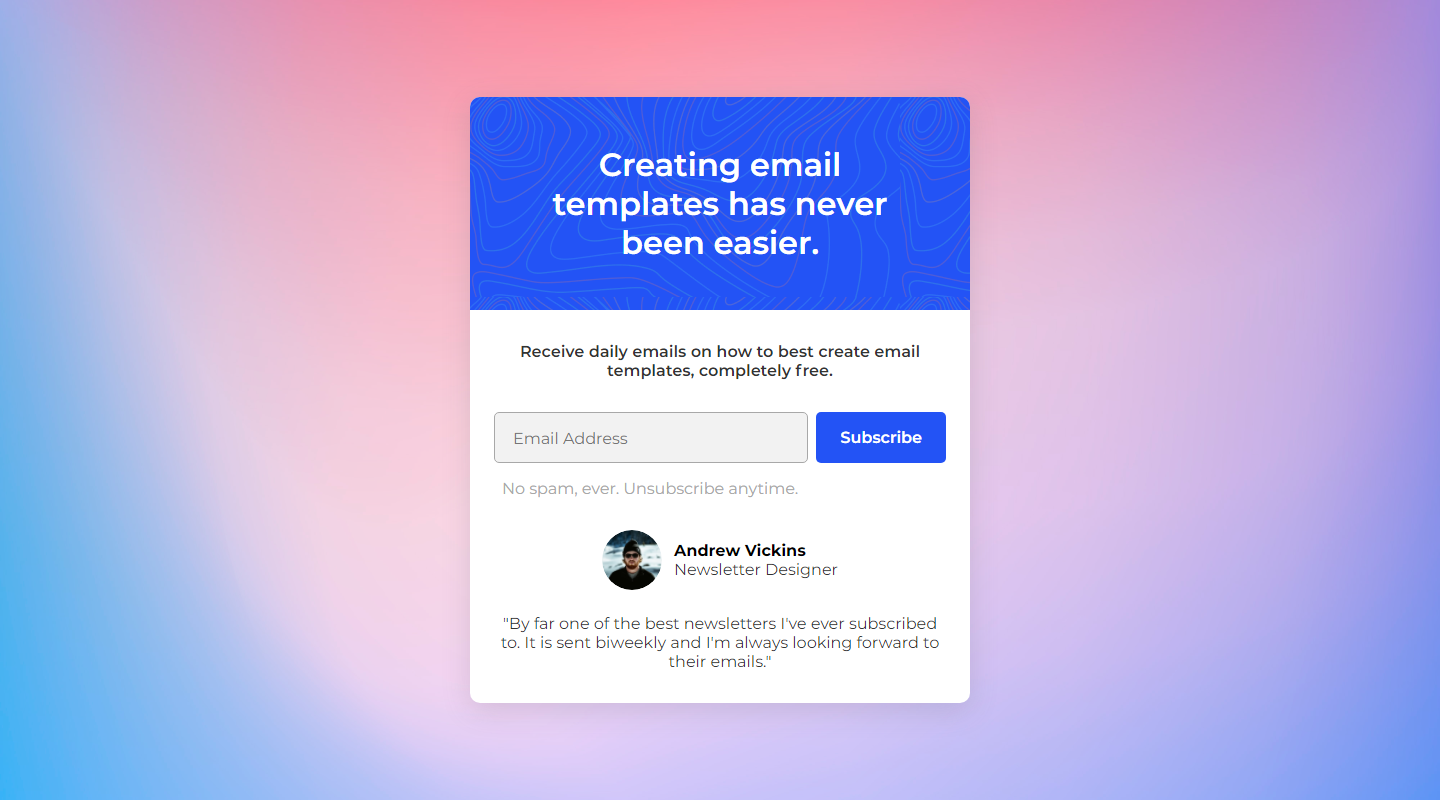 Creating email
templates has never
been easier.
Receive daily emails on how to best create email
templates, completely free.
Email Address
Subscribe
No spam, ever. Unsubscribe anytime.
Andrew Vickins
Newsletter Designer
"By far one of the best newsletters I've ever subscribed
to. It is sent biweekly and I'm always looking forward to
their emails."